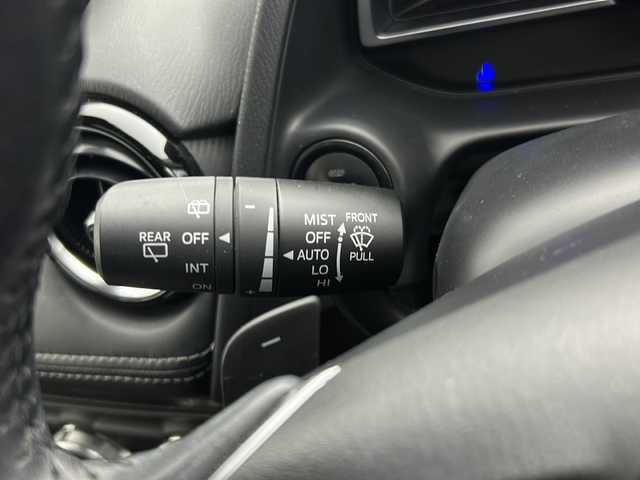 REAR
OFF
INT
ON
-
+
MIST
OFF
AUTO
LO
HI
FRONT
PULL
-